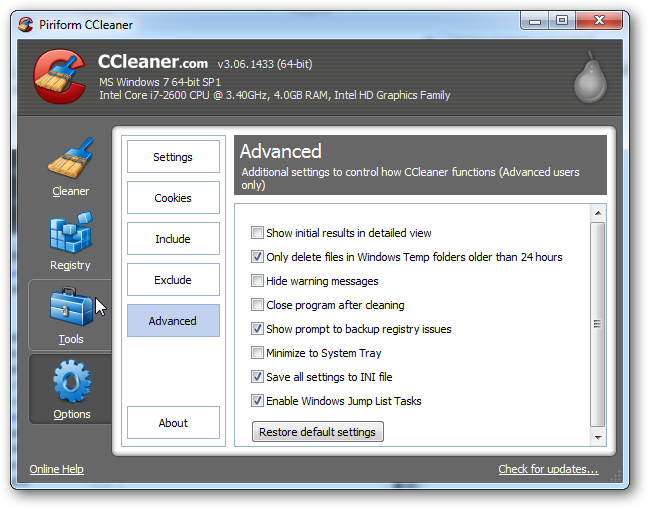 Piriform CCleaner
CCleaner.com v3.06.1433 (64-bit)
MS Windows 7 64-bit SP1
Intel Core i7-2600 CPU @ 3.40GHz, 4.0GB RAM, Intel HD Graphics Family
Cleaner
Registry
Tools
Options
Settings
Cookies
Include
Exclude
Advanced
About
Advanced
Additional settings to control how CCleaner functions (Advanced users
only)
Show initial results in detailed view
Only delete files in Windows Temp folders older than 24 hours
Hide warning messages
Close program after cleaning
Show prompt to backup registry issues
Minimize to System Tray
Save all settings to INI file
Enable Windows Jump List Tasks
Restore default settings
Online Help
Check for updates...